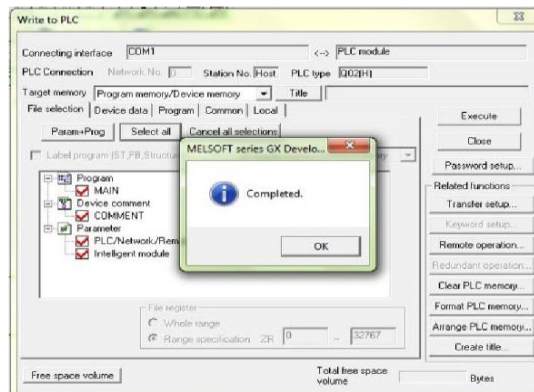 Write to PLC
Connecting interface COM1 <--> PLC module
PLC Connection Network No. 0 Station No. Host PLC type Q02(H)
Target memory Program memory/Device memory Title
File selection Device data Program Common Local
Param+Prog Select all Cancel all selections
Label program (ST,FB,Structur
MELSOFT series GX Develo...
Completed.
OK
Program
MAIN
Device comment
COMMENT
Parameter
PLC/Network/Rem
Intelligent module
File register
Whole range
Range specification ZR 0 32767
Free space volume
Total free space volume
Bytes
Execute
Close
Password setup...
Related functions
Transfer setup...
Keyword setup...
Remote operation...
Redundant operation...
Clear PLC memory...
Format PLC memory...
Arrange PLC memory...
Create title...